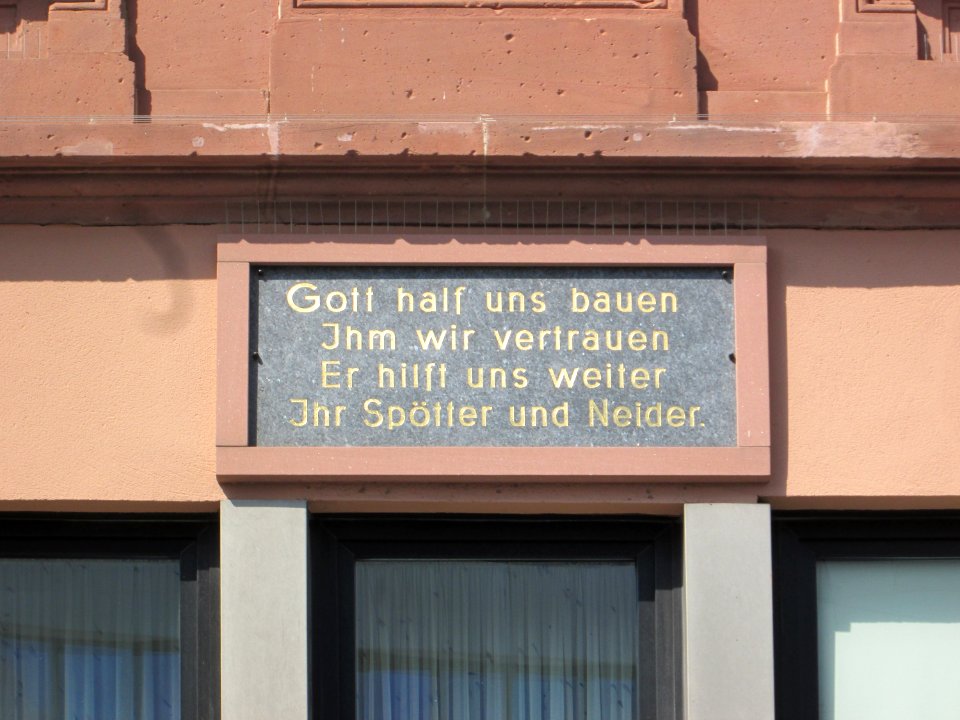 Gott half uns bauen
Jhm wir vertrauen
Er hilft uns weiter
Jhr Spötter und Neider.